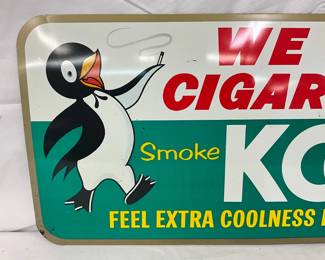 WE
CIGAR
Smoke KO
FEEL EXTRA COOLNESS